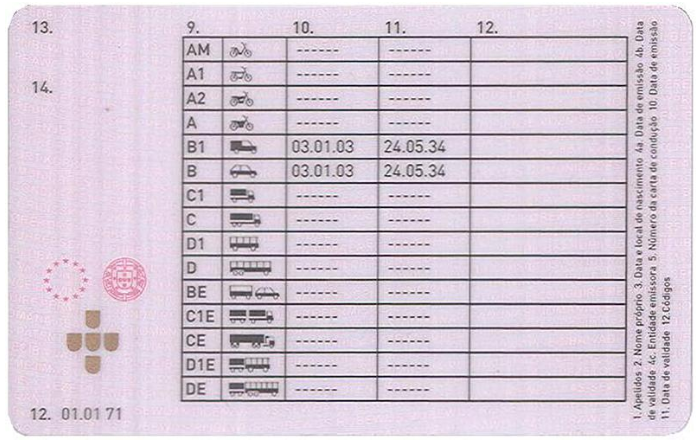 13.
14.
9. 10. 11. 12.
AM ------ ------
A1 ------ ------
A2 ------ ------
A ------ ------
B1 03.01.03 24.05.34
B 03.01.03 24.05.34
C1 ------ ------
C ------ ------
D1 ------ ------
D ------ ------
BE ------ ------
C1E ------ ------
CE ------ ------
D1E ------ ------
DE ------ ------
12. 01.01 71
1. Apelidos 2. Nome próprio 3. Data e local de nascimento 4a. Data de emissão 4b. Data
de validade 4c. Entidade emissora 5. Número da carta de condução 10. Data de emissão
11. Data de validade 12.Códigos